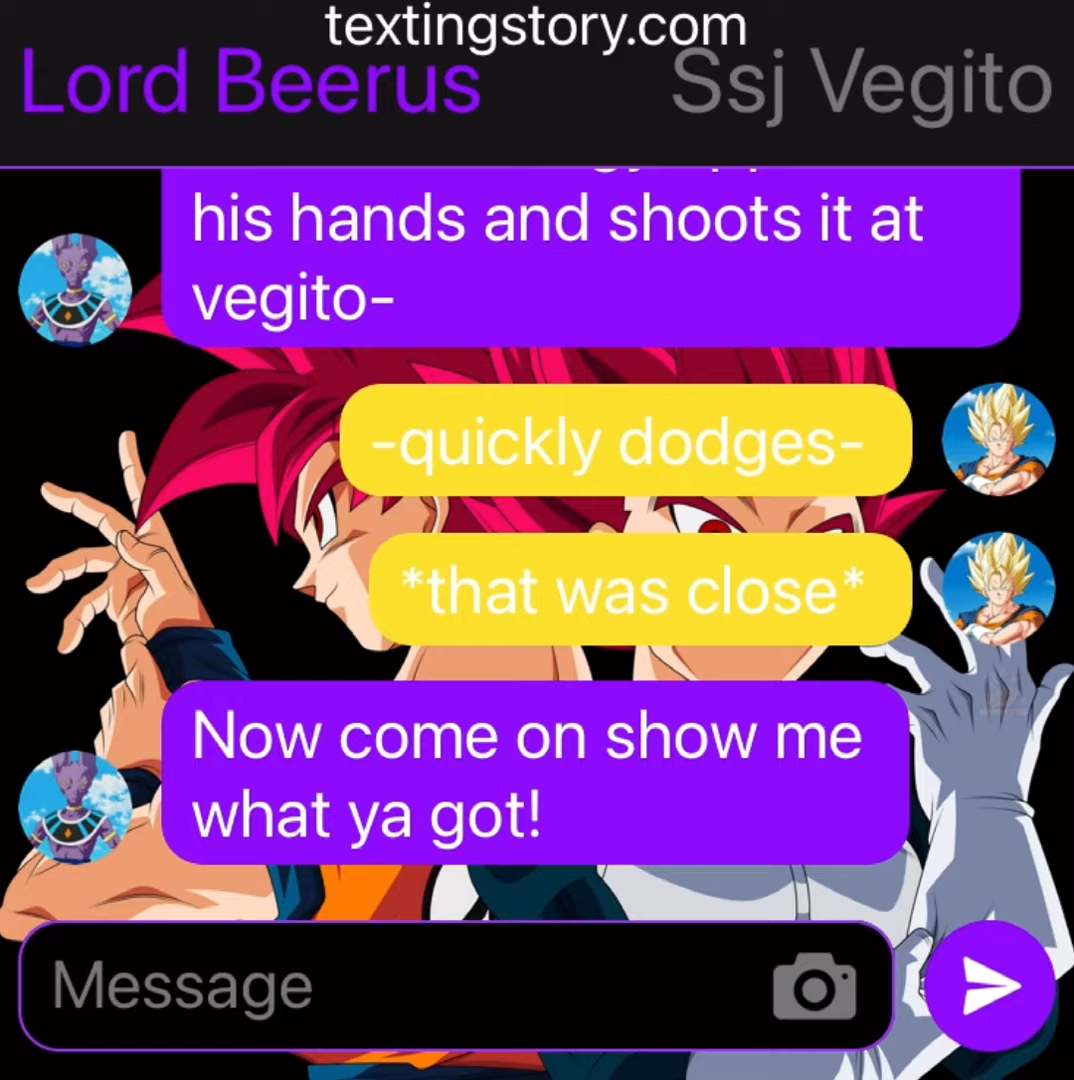 textingstory.com
Lord Beerus
Ssj Vegito
his hands and shoots it at
vegito-
-quickly dodges-
*that was close*
Now come on show me
what ya got!
Message